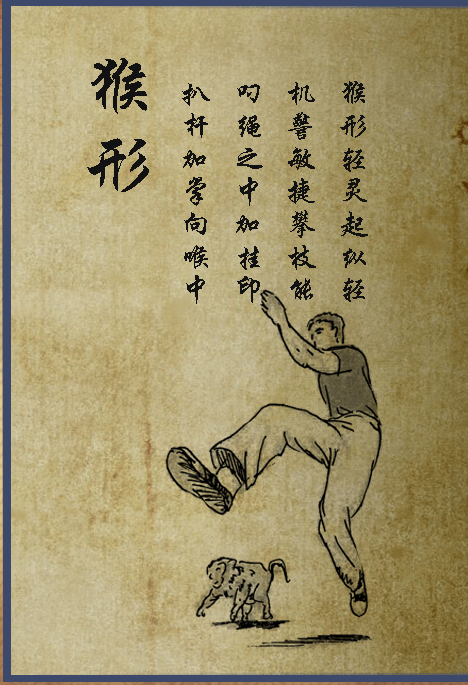 猴形
猴形轻灵起纵轻
机警敏捷攀枝能
叼绳之中加挂印
扒杆加掌向喉中